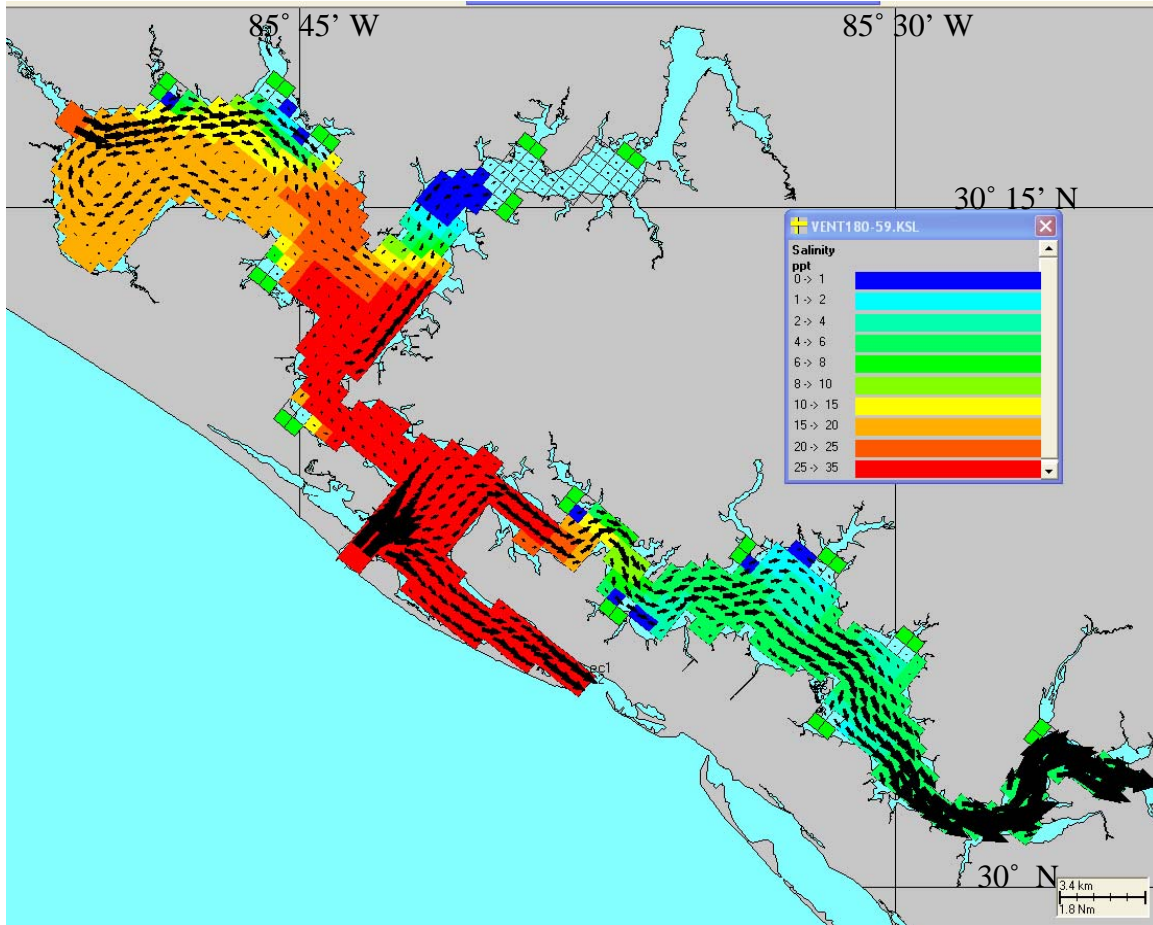 85° 45’ W
85° 30’ W
30° 15’ N
VENT180-59.KSL
Salinity
ppt
0 -> 1
1 -> 2
2 -> 4
4 -> 6
6 -> 8
8 -> 10
10 -> 15
15 -> 20
20 -> 25
25 -> 35
ec1
30° N
3.4 km
1.8 Nm